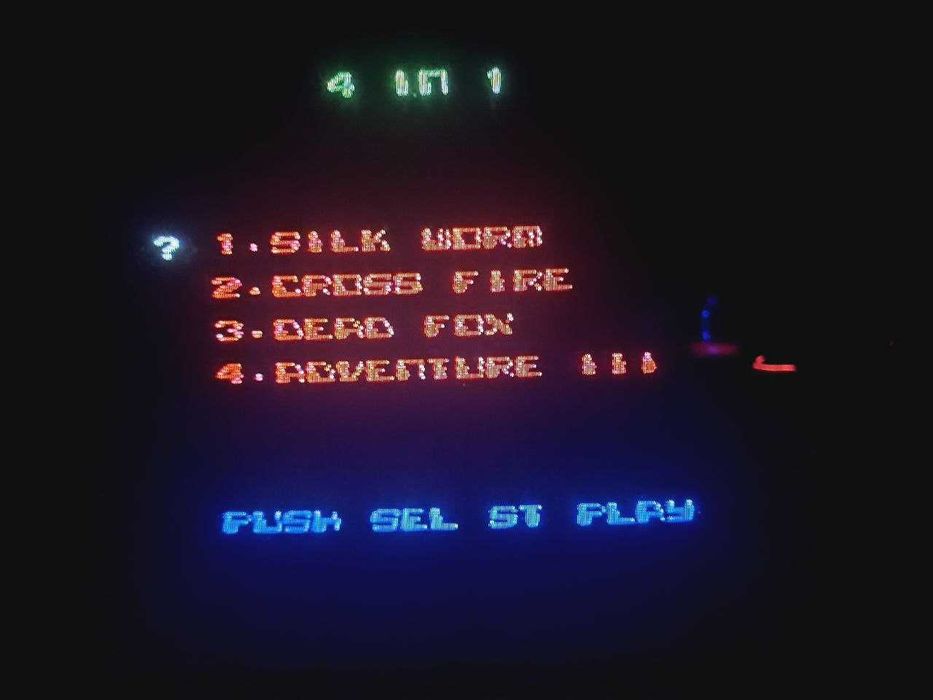 4 in 1
? 1.SILK WORM
2.CROSS FIRE
3.DEAD FOX
4.ADVENTURE III
PUSH SEL ST PLAY